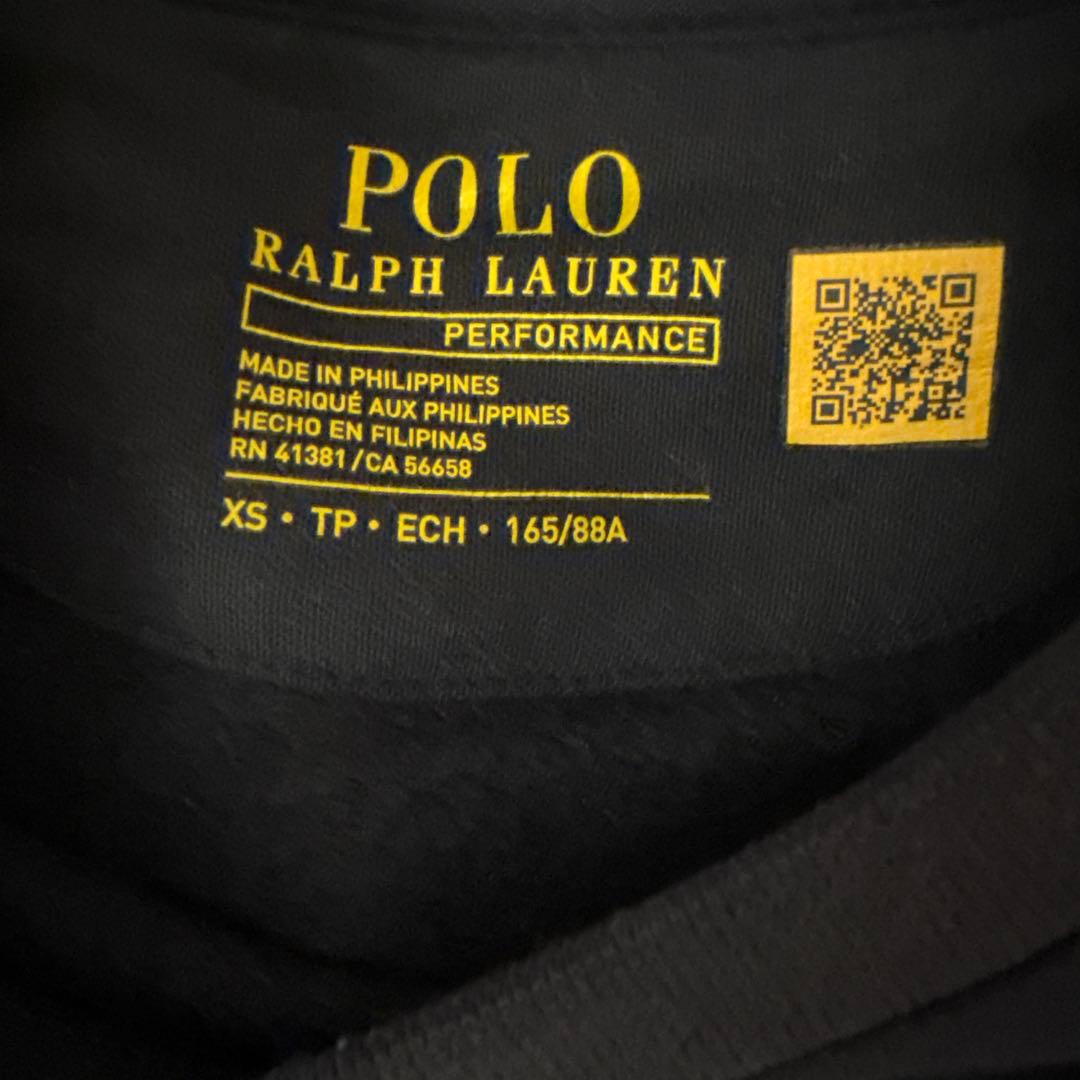 POLO
RALPH LAUREN
PERFORMANCE
MADE IN PHILIPPINES
FABRIQUÉ AUX PHILIPPINES
HECHO EN FILIPINAS
RN 41381/CA 56658
XS • TP • ECH • 165/88A